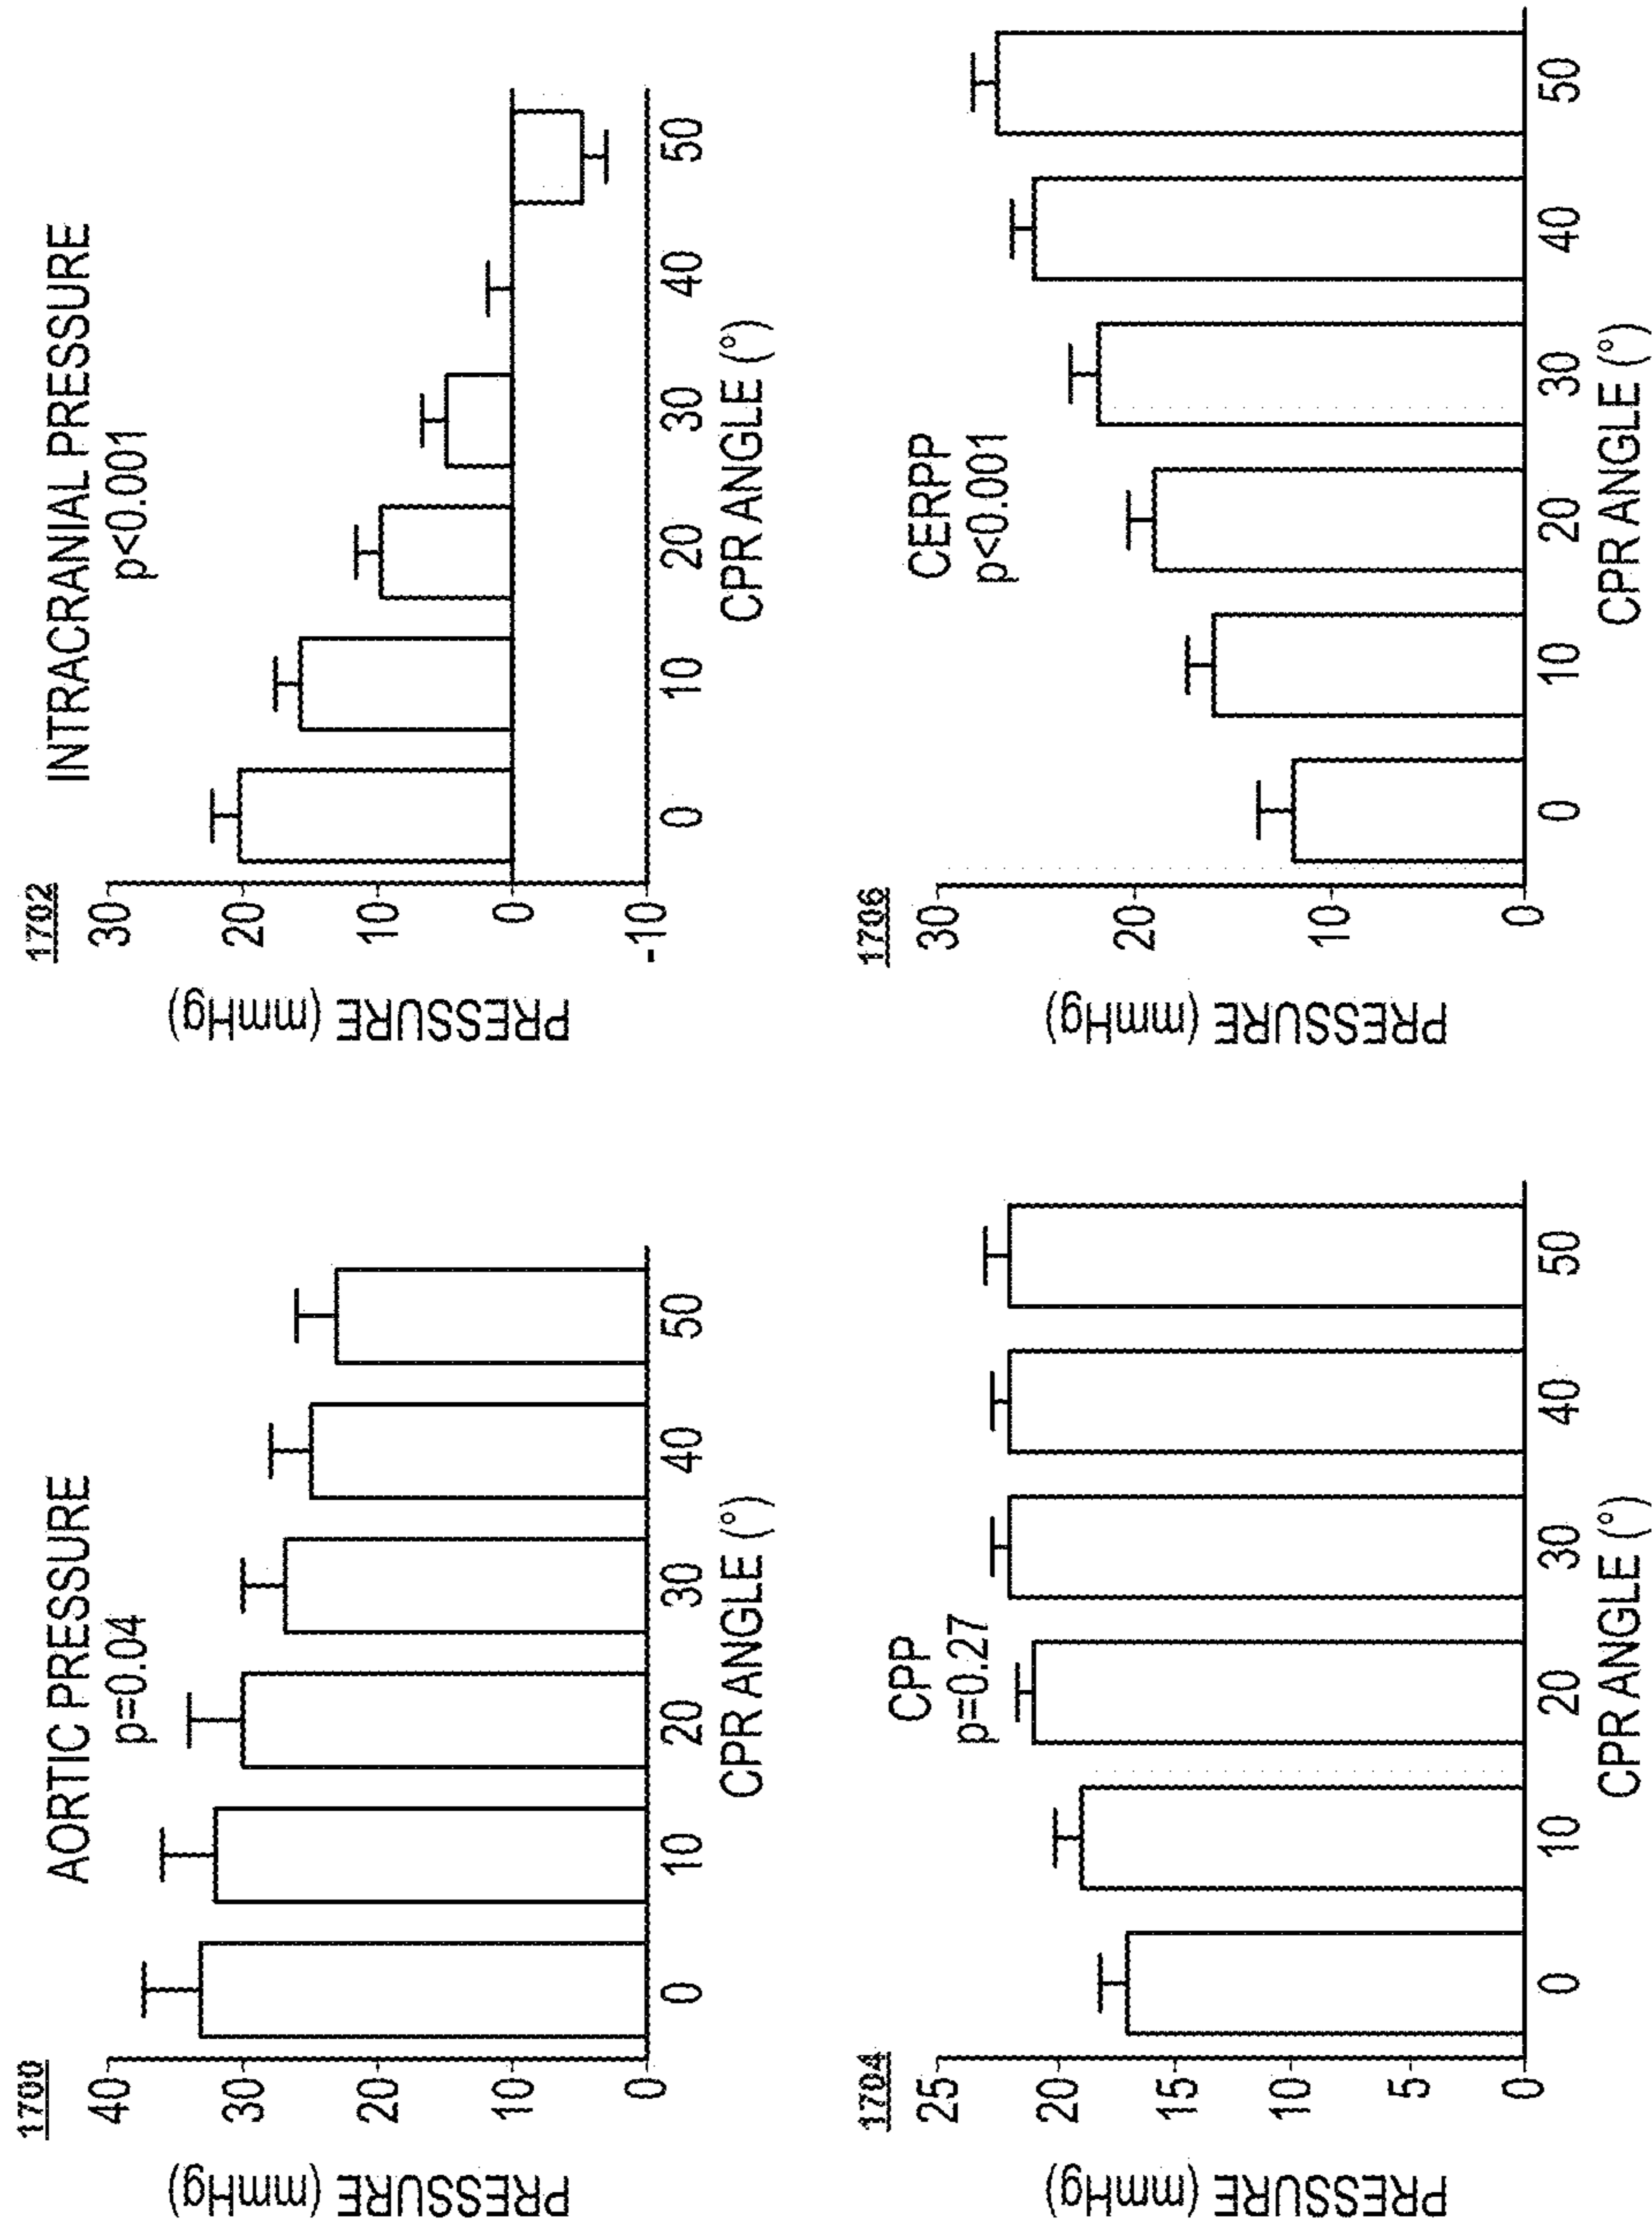 1700
AORTIC PRESSURE
p=0.04
PRESSURE (mmHg)
40
30
20
10
0
0 10 20 30 40 50
CPR ANGLE (°)
1702
INTRACRANIAL PRESSURE
p<0.001
PRESSURE (mmHg)
30
20
10
0
-10
0 10 20 30 40 50
CPR ANGLE (°)
1704
CPP
p=0.27
PRESSURE (mmHg)
25
20
15
10
5
0
0 10 20 30 40 50
CPR ANGLE (°)
1706
CERPP
p<0.001
PRESSURE (mmHg)
30
20
10
0
0 10 20 30 40 50
CPR ANGLE (°)